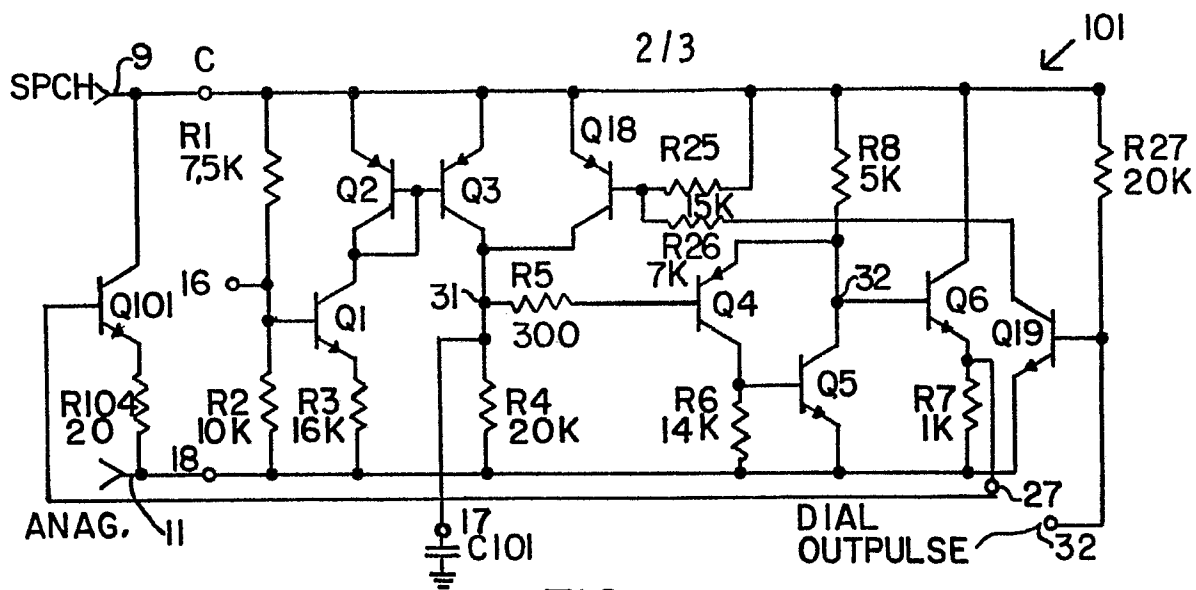 2/3
101
SPCH
9
C
R1
7,5K
Q2
Q3
Q18
R25
15K
R8
5K
R27
20K
R26
7K
16
Q101
Q1
31
R5
300
Q4
32
Q6
Q19
Q5
R104
20
R2
10K
R3
16K
R4
20K
R6
14K
R7
1K
18
ANAG.
11
17
C101
27
DIAL
OUTPULSE
32